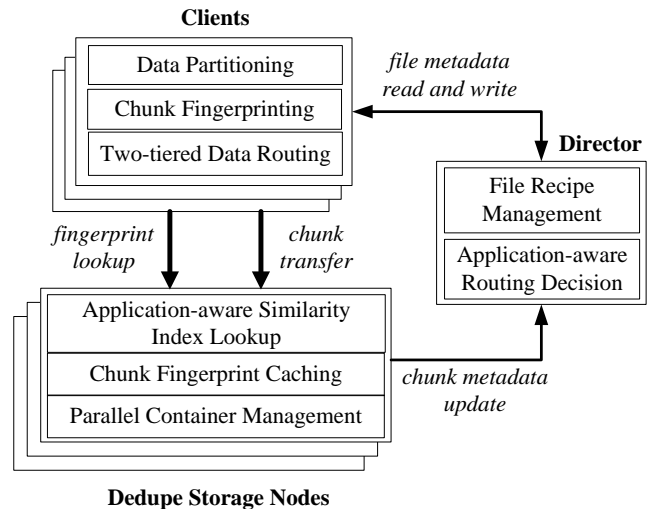 Clients
Data Partitioning
Chunk Fingerprinting
Two-tiered Data Routing
file metadata
read and write
Director
File Recipe
Management
Application-aware
Routing Decision
fingerprint
lookup
chunk
transfer
Application-aware Similarity
Index Lookup
Chunk Fingerprint Caching
Parallel Container Management
chunk metadata
update
Dedupe Storage Nodes